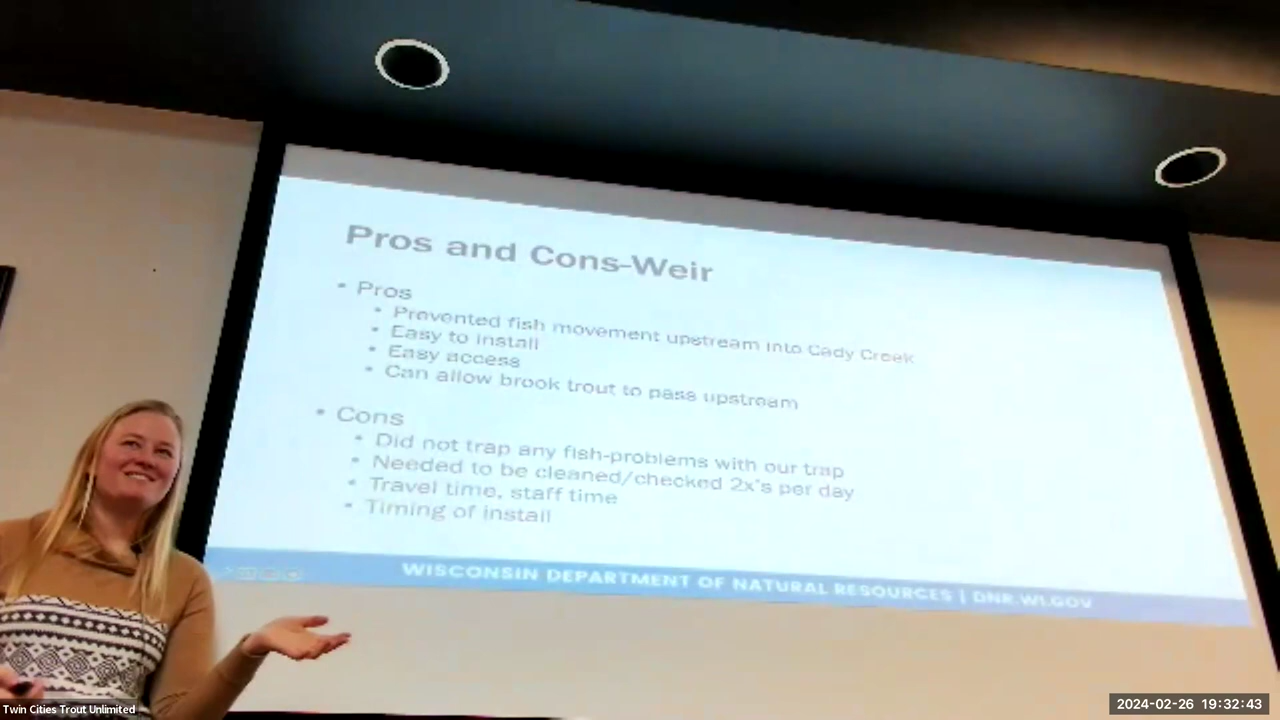 Pros and Cons-Weir
• Pros
• Prevented fish movement upstream into Cady Creek
• Easy to install
• Easy access
• Can allow brook trout to pass upstream
• Cons
• Did not trap any fish-problems with our trap
• Needed to be cleaned/checked 2x's per day
• Travel time, staff time
• Timing of install
WISCONSIN DEPARTMENT OF NATURAL RESOURCES | DNR.WI.GOV
Twin Cities Trout Unlimited
2024-02-26 19:32:43